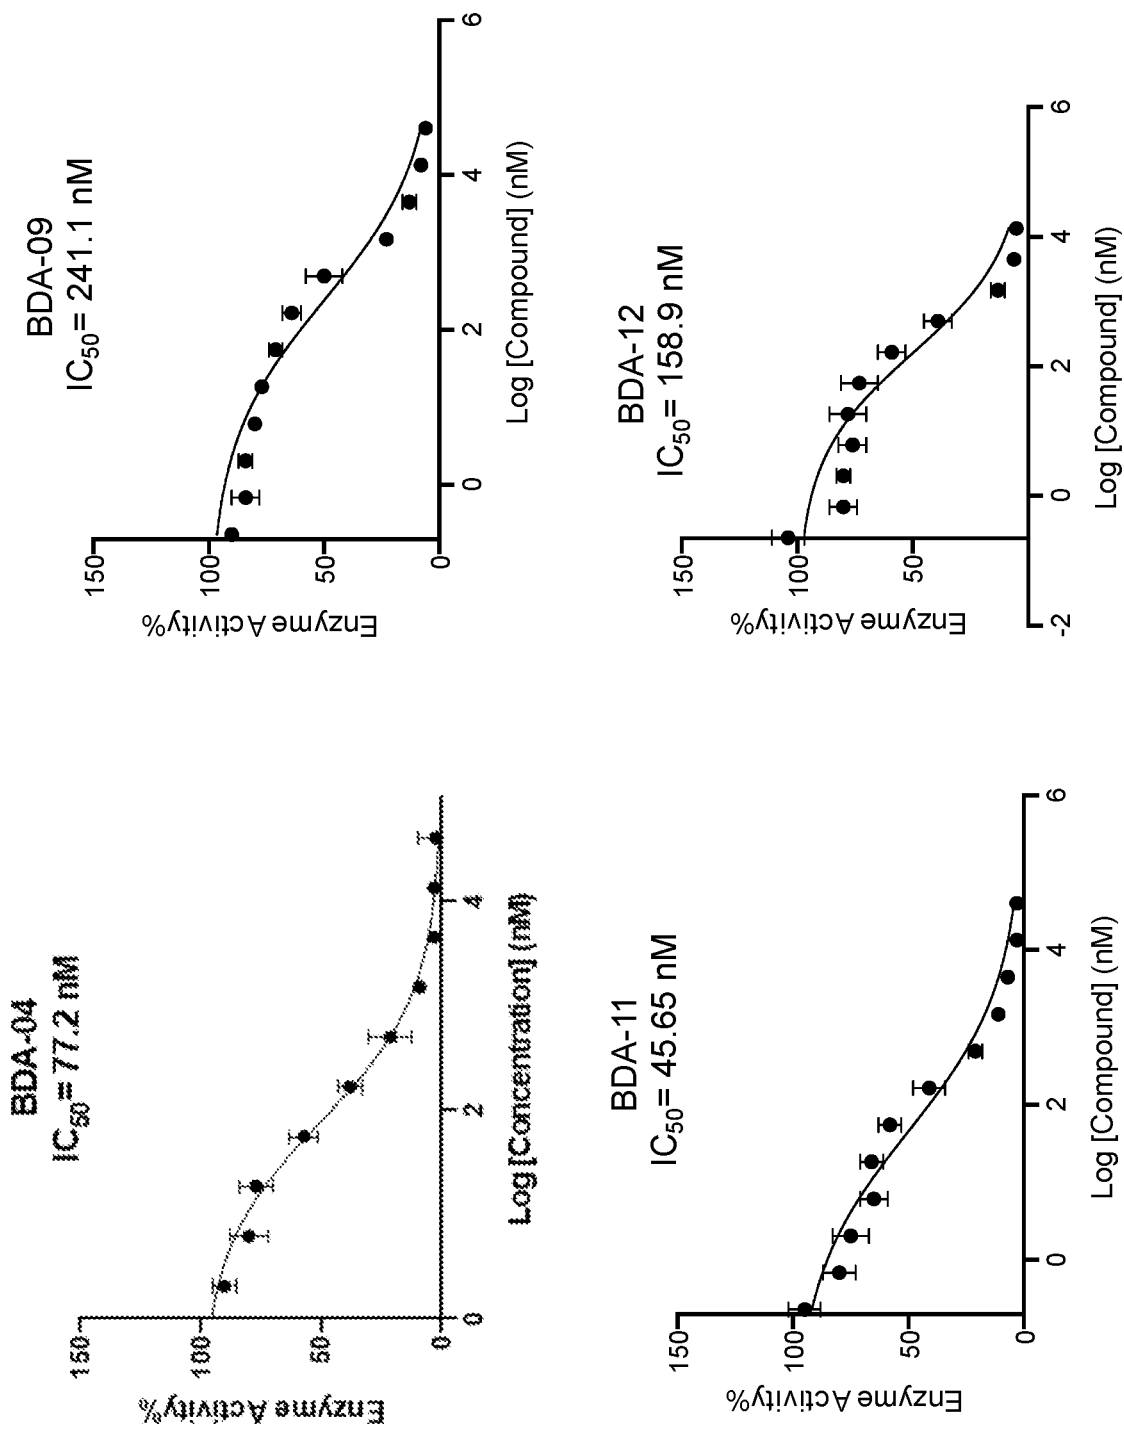 BDA-04
IC50= 77.2 nM
Enzyme Activity%
150
100
50
0
0
2
4
Log [Concentration] (nM)
BDA-09
IC50= 241.1 nM
Enzyme Activity%
150
100
50
0
0
2
4
6
Log [Compound] (nM)
BDA-11
IC50= 45.65 nM
Enzyme Activity%
150
100
50
0
0
2
4
6
Log [Compound] (nM)
BDA-12
IC50= 158.9 nM
Enzyme Activity%
150
100
50
-2
0
2
4
6
Log [Compound] (nM)